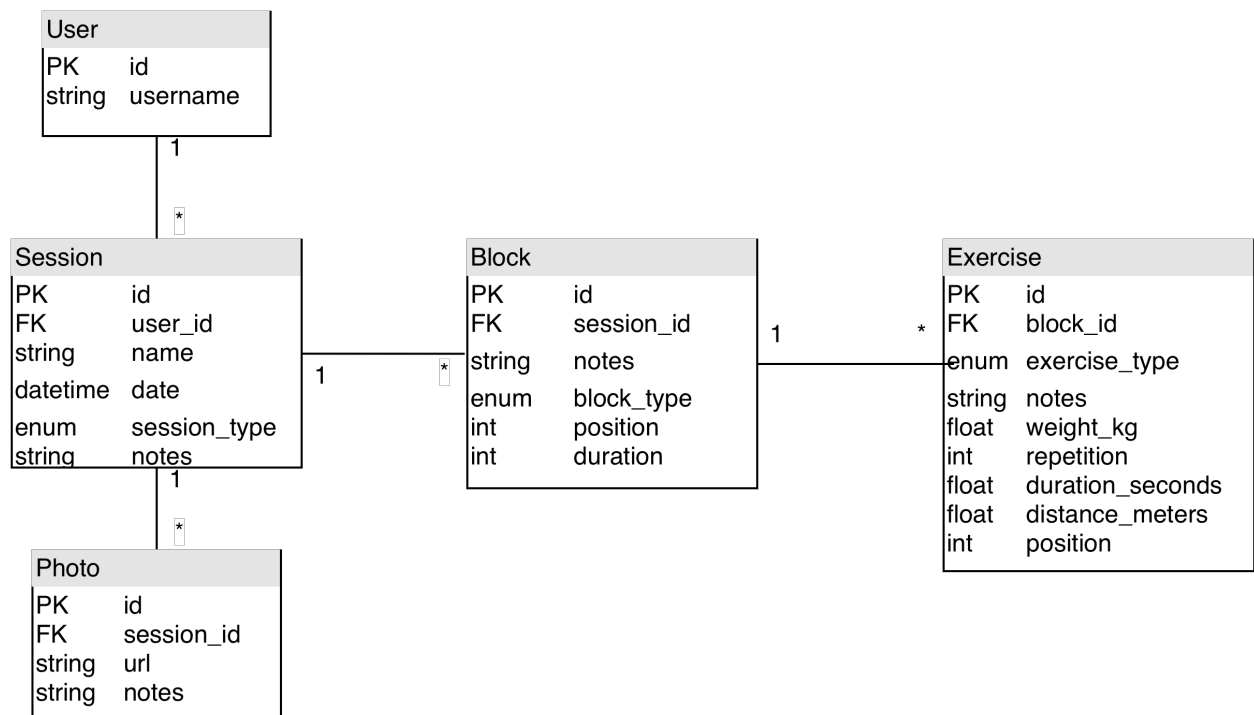 User
PK id
string username
1
*
Session
PK id
FK user_id
string name
datetime date
enum session_type
string notes
1
*
Block
PK id
FK session_id
string notes
enum block_type
int position
int duration
1
*
Exercise
PK id
FK block_id
enum exercise_type
string notes
float weight_kg
int repetition
float duration_seconds
float distance_meters
int position
1
*
Photo
PK id
FK session_id
string url
string notes